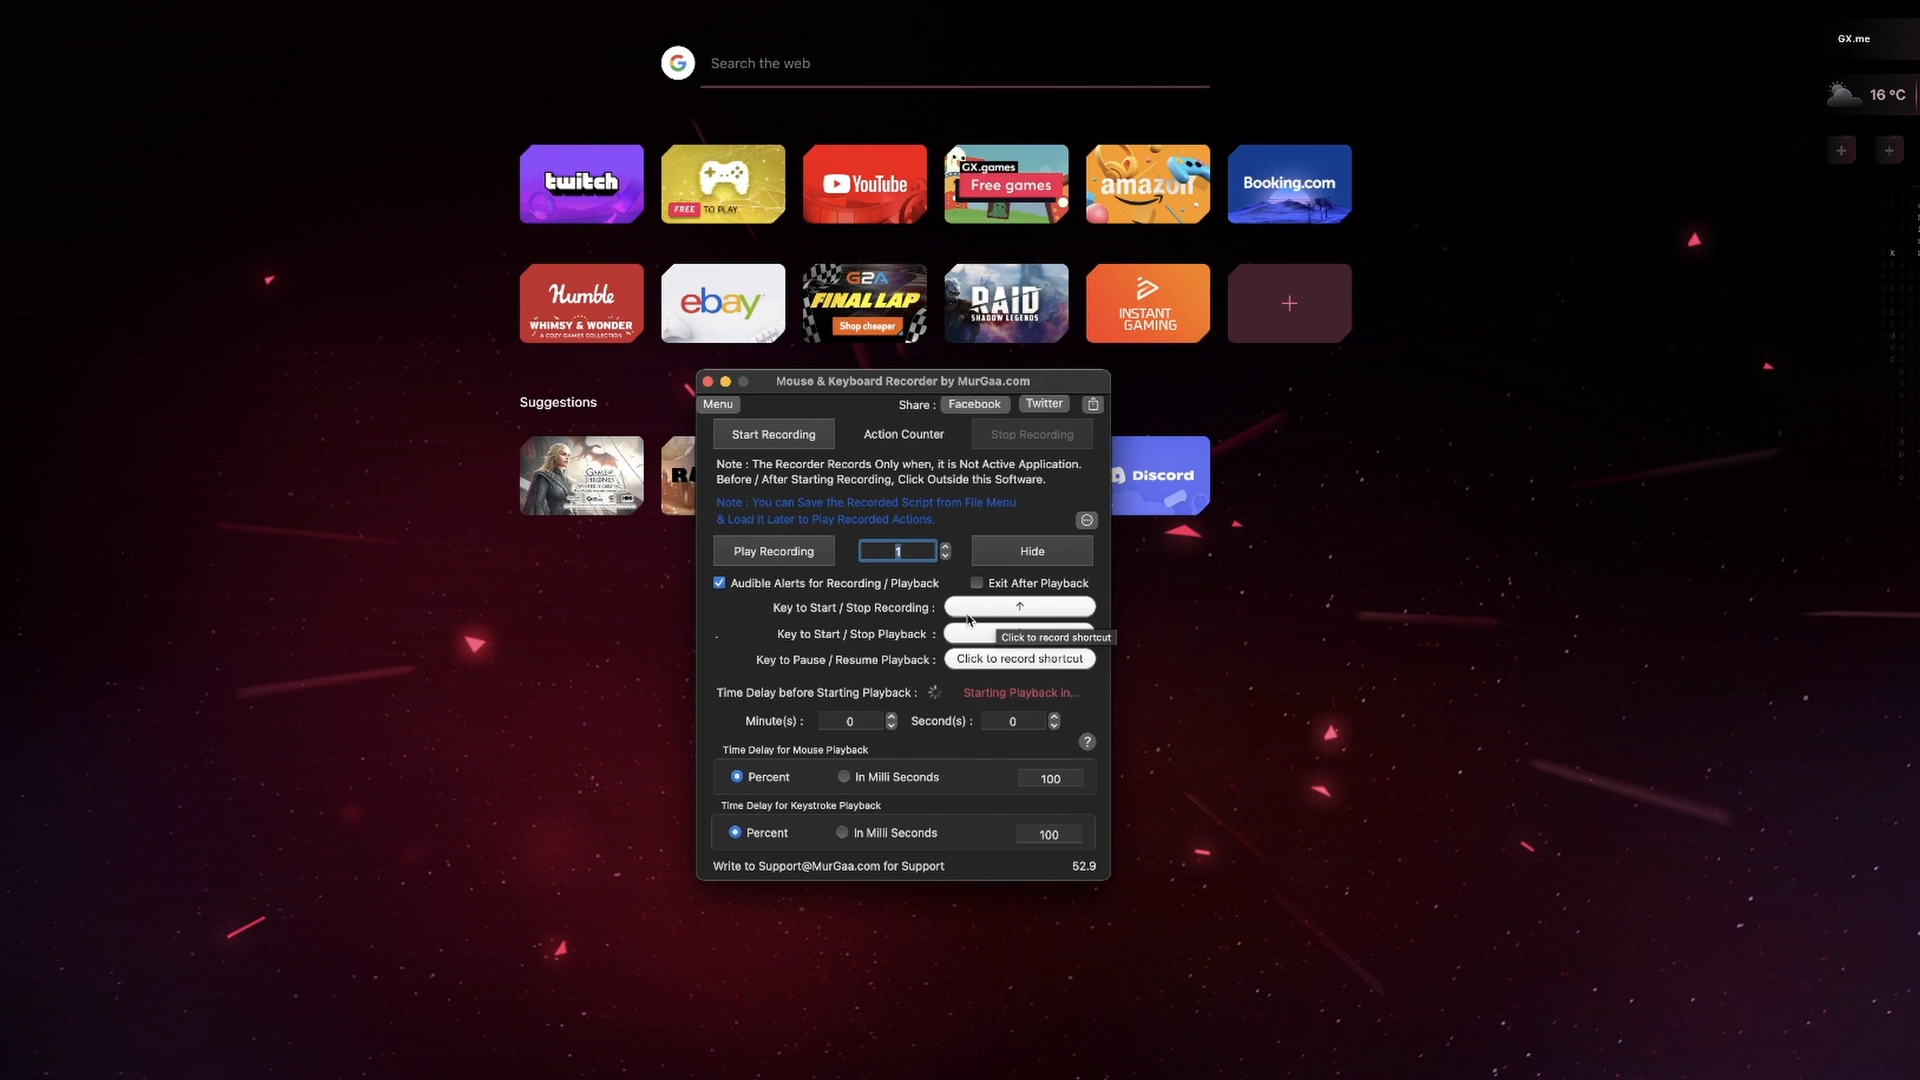 GX.me
Search the web
16 °C
twitch
FREE TO PLAY
YouTube
GX.games
Free games
amazon
Booking.com
Humble
WHIMSY & WONDER
A COZY GAMES COLLECTION
ebay
G2A
FINAL LAP
Shop cheaper
RAID
SHADOW LEGENDS
INSTANT
GAMING
Suggestions
GAME OF
THRONES
RA
Discord
Mouse & Keyboard Recorder by MurGaa.com
Menu
Share :
Facebook
Twitter
Start Recording
Action Counter
Stop Recording
Note : The Recorder Records Only when, it is Not Active Application.
Before / After Starting Recording, Click Outside this Software.
Note : You can Save the Recorded Script from File Menu
& Load it Later to Play Recorded Actions.
Play Recording
1
Hide
Audible Alerts for Recording / Playback
Exit After Playback
Key to Start / Stop Recording :
↑
Key to Start / Stop Playback :
Click to record shortcut
Key to Pause / Resume Playback :
Click to record shortcut
Time Delay before Starting Playback :
Starting Playback in...
Minute(s) :
0
Second(s) :
0
?
Time Delay for Mouse Playback
Percent
In Milli Seconds
100
Time Delay for Keystroke Playback
Percent
In Milli Seconds
100
Write to Support@MurGaa.com for Support
52.9